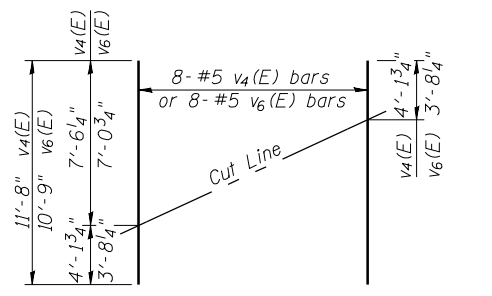 v4(E)
v6(E)
8- #5 v4(E) bars
or 8- #5 v6(E) bars
4'-1¾"
3'-8¼"
v4(E)
v6(E)
11'-8" v4(E)
10'-9" v6(E)
7'-6¼"
7'-0¾"
Cut Line
4'-1¾"
3'-8¼"